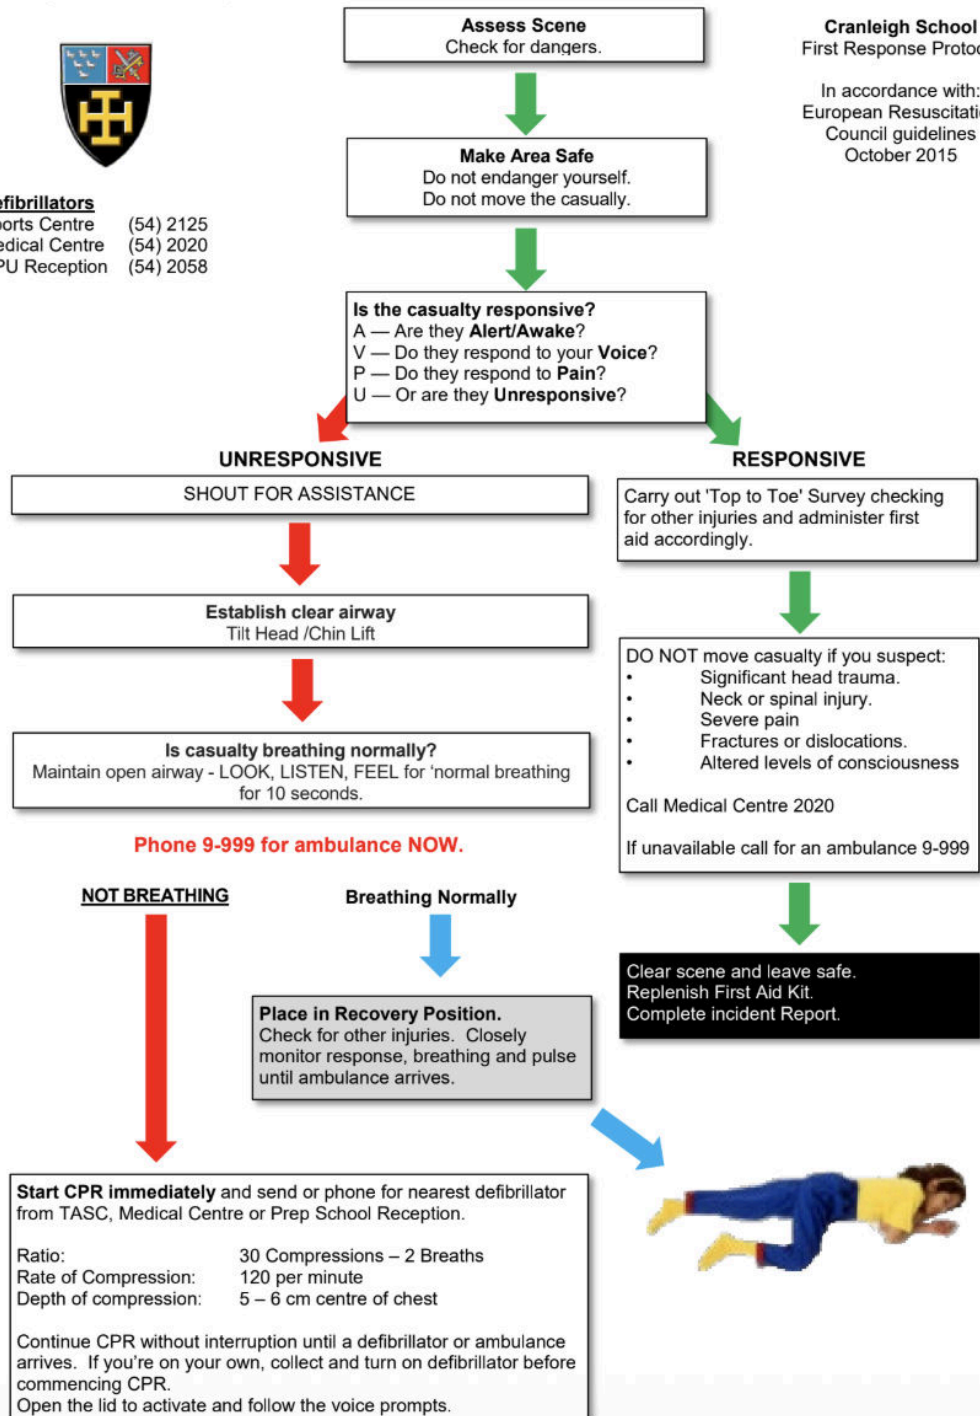 Assess Scene
Check for dangers.
Cranleigh School
First Response Protoc
In accordance with:
European Resuscitatio
Council guidelines
October 2015
Make Area Safe
Do not endanger yourself.
Do not move the casually.
efibrillators
orts Centre (54) 2125
edical Centre (54) 2020
PU Reception (54) 2058
Is the casualty responsive?
A — Are they Alert/Awake?
V — Do they respond to your Voice?
P — Do they respond to Pain?
U — Or are they Unresponsive?
UNRESPONSIVE
SHOUT FOR ASSISTANCE
Establish clear airway
Tilt Head /Chin Lift
Is casualty breathing normally?
Maintain open airway - LOOK, LISTEN, FEEL for ‘normal breathing
for 10 seconds.
Phone 9-999 for ambulance NOW.
RESPONSIVE
Carry out 'Top to Toe' Survey checking
for other injuries and administer first
aid accordingly.
DO NOT move casualty if you suspect:
• Significant head trauma.
• Neck or spinal injury.
• Severe pain
• Fractures or dislocations.
• Altered levels of consciousness
Call Medical Centre 2020
If unavailable call for an ambulance 9-999
Clear scene and leave safe.
Replenish First Aid Kit.
Complete incident Report.
NOT BREATHING
Breathing Normally
Place in Recovery Position.
Check for other injuries. Closely
monitor response, breathing and pulse
until ambulance arrives.
Start CPR immediately and send or phone for nearest defibrillator
from TASC, Medical Centre or Prep School Reception.
Ratio: 30 Compressions – 2 Breaths
Rate of Compression: 120 per minute
Depth of compression: 5 – 6 cm centre of chest
Continue CPR without interruption until a defibrillator or ambulance
arrives. If you’re on your own, collect and turn on defibrillator before
commencing CPR.
Open the lid to activate and follow the voice prompts.